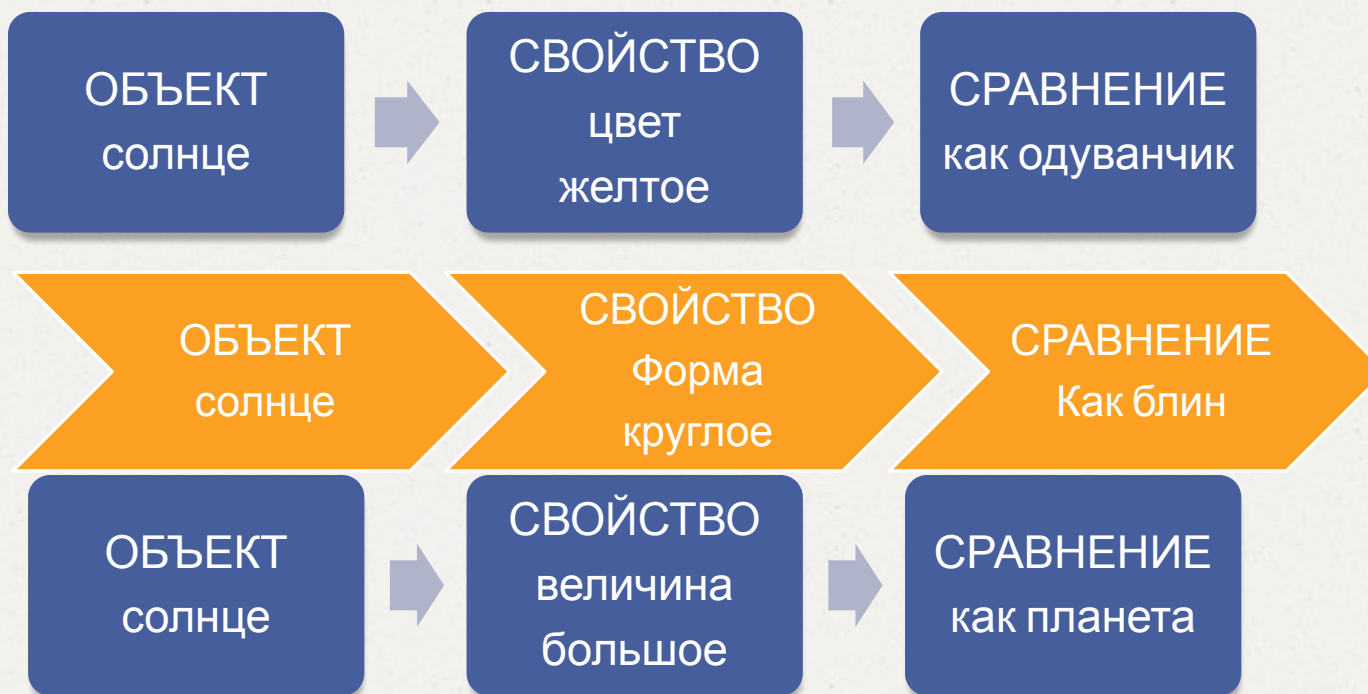 ОБЪЕКТ
солнце
СВОЙСТВО
цвет
желтое
СРАВНЕНИЕ
как одуванчик
ОБЪЕКТ
солнце
СВОЙСТВО
Форма
круглое
СРАВНЕНИЕ
Как блин
ОБЪЕКТ
солнце
СВОЙСТВО
величина
большое
СРАВНЕНИЕ
как планета